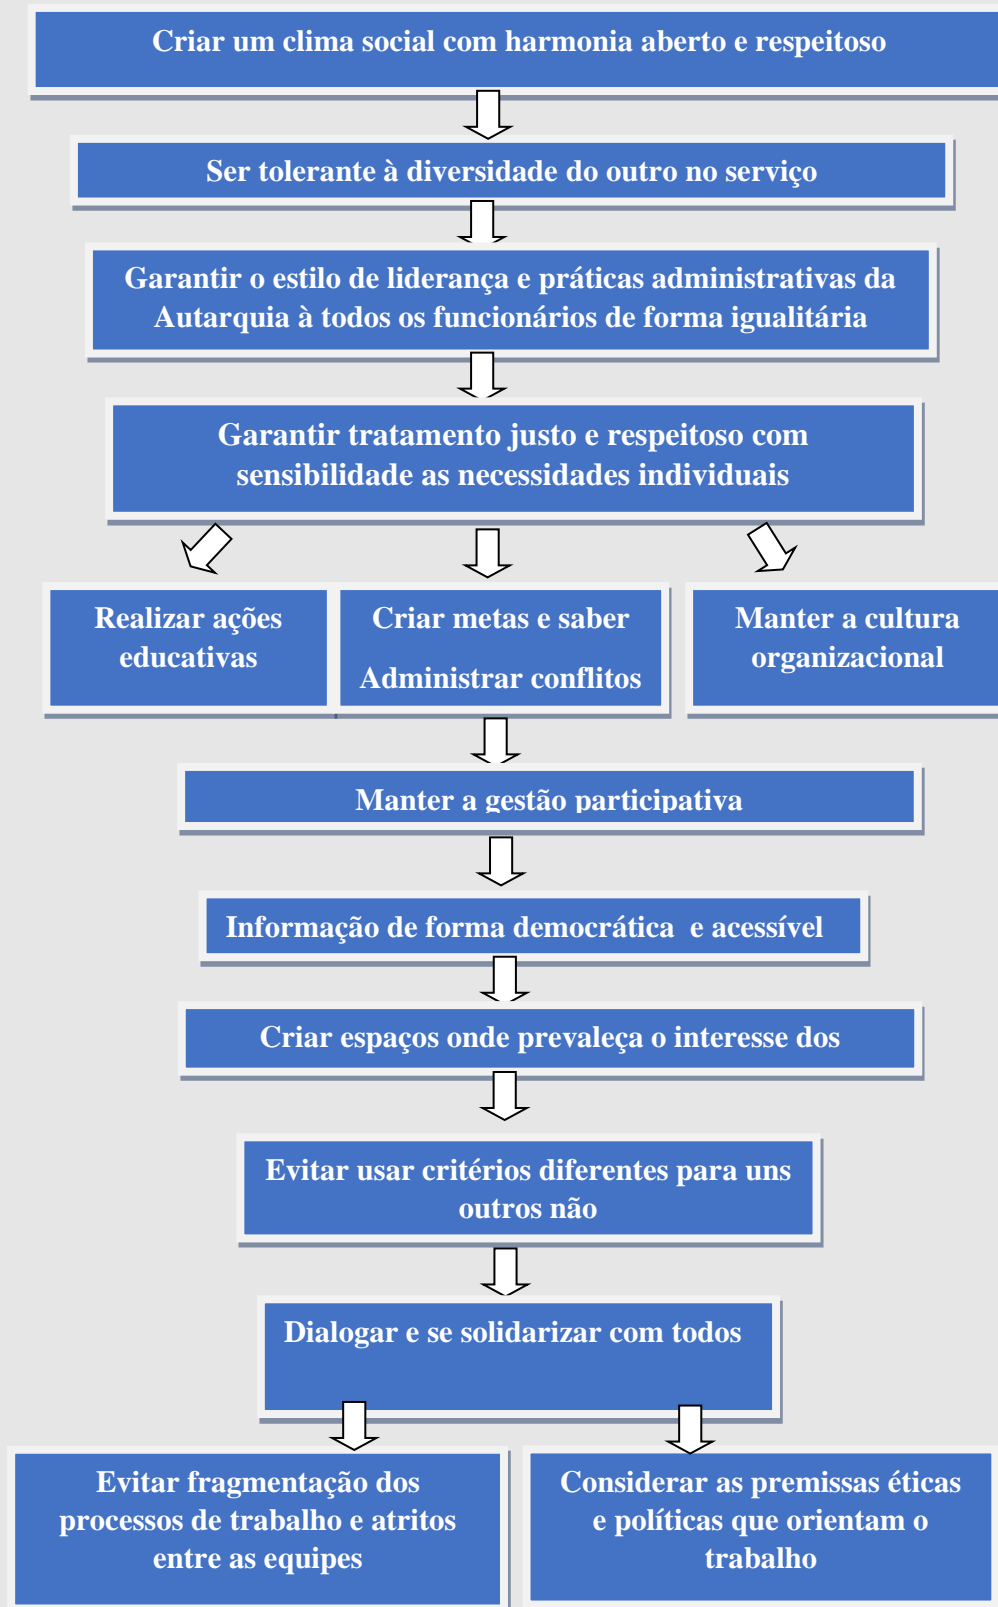 Criar um clima social com harmonia aberto e respeitoso
Ser tolerante à diversidade do outro no serviço
Garantir o estilo de liderança e práticas administrativas da
Autarquia à todos os funcionários de forma igualitária
Garantir tratamento justo e respeitoso com
sensibilidade as necessidades individuais
Realizar ações
educativas
Criar metas e saber
Administrar conflitos
Manter a cultura
organizacional
Manter a gestão participativa
Informação de forma democrática  e acessível
Criar espaços onde prevaleça o interesse dos
Evitar usar critérios diferentes para uns
outros não
Dialogar e se solidarizar com todos
Evitar fragmentação dos
processos de trabalho e atritos
entre as equipes
Considerar as premissas éticas
e políticas que orientam o
trabalho